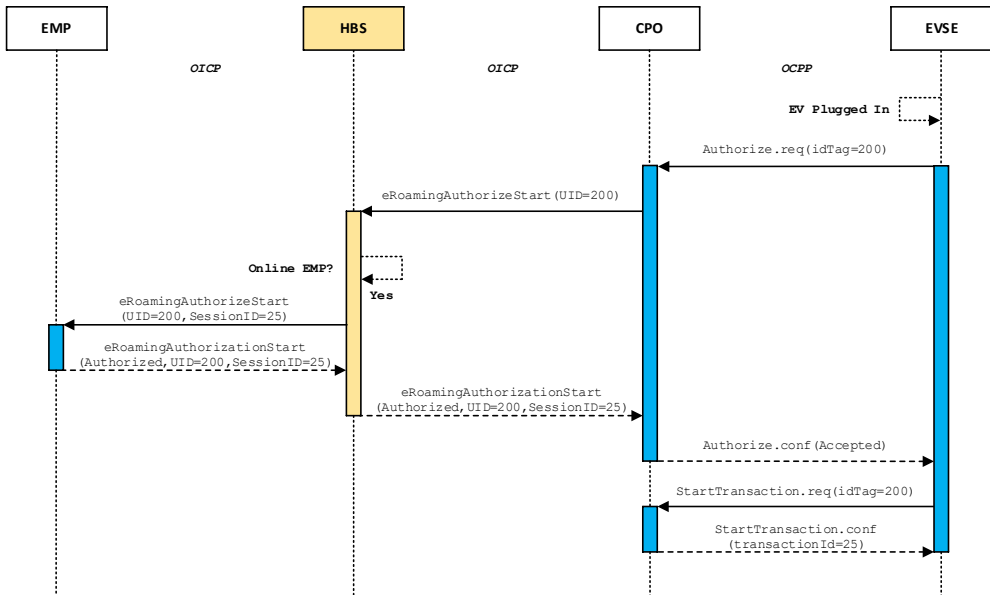 EMP
HBS
CPO
EVSE
OICP
OICP
OCPP
EV Plugged In
Authorize.req(idTag=200)
eRoamingAuthorizeStart(UID=200)
Online EMP?
Yes
eRoamingAuthorizeStart
(UID=200,SessionID=25)
eRoamingAuthorizationStart
(Authorized,UID=200,SessionID=25)
eRoamingAuthorizationStart
(Authorized,UID=200,SessionID=25)
Authorize.conf(Accepted)
StartTransaction.req(idTag=200)
StartTransaction.conf
(transactionId=25)